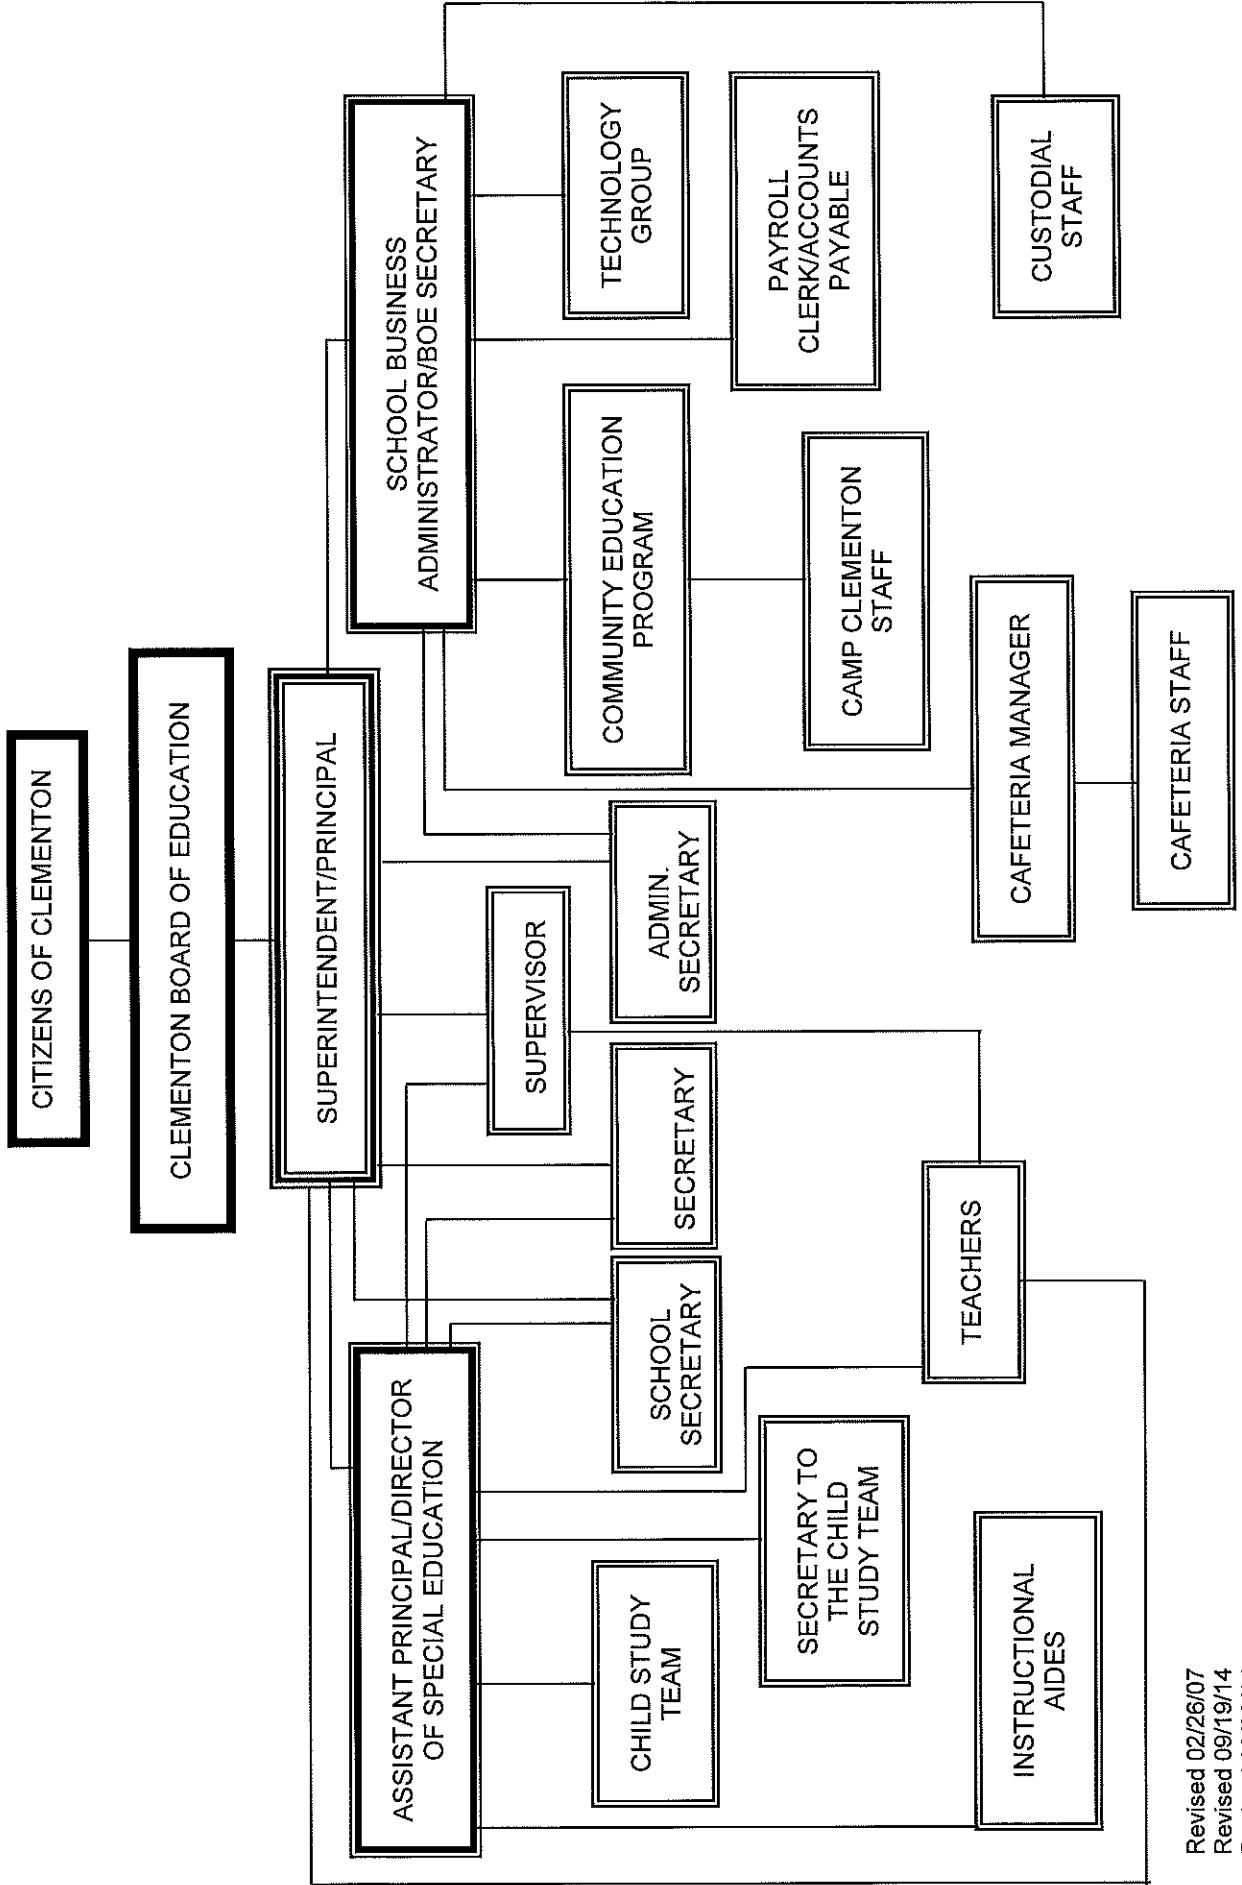 CITIZENS OF CLEMENTON
CLEMENTON BOARD OF EDUCATION
SUPERINTENDENT/PRINCIPAL
ASSISTANT PRINCIPAL/DIRECTOR
OF SPECIAL EDUCATION
SCHOOL BUSINESS
ADMINISTRATOR/BOE SECRETARY
SUPERVISOR
CHILD STUDY
TEAM
SCHOOL
SECRETARY
SECRETARY
ADMIN.
SECRETARY
COMMUNITY EDUCATION
PROGRAM
TECHNOLOGY
GROUP
SECRETARY TO
THE CHILD
STUDY TEAM
PAYROLL
CLERK/ACCOUNTS
PAYABLE
CAMP CLEMENTON
STAFF
INSTRUCTIONAL
AIDES
TEACHERS
CAFETERIA MANAGER
CUSTODIAL
STAFF
CAFETERIA STAFF
Revised 02/26/07
Revised 09/19/14